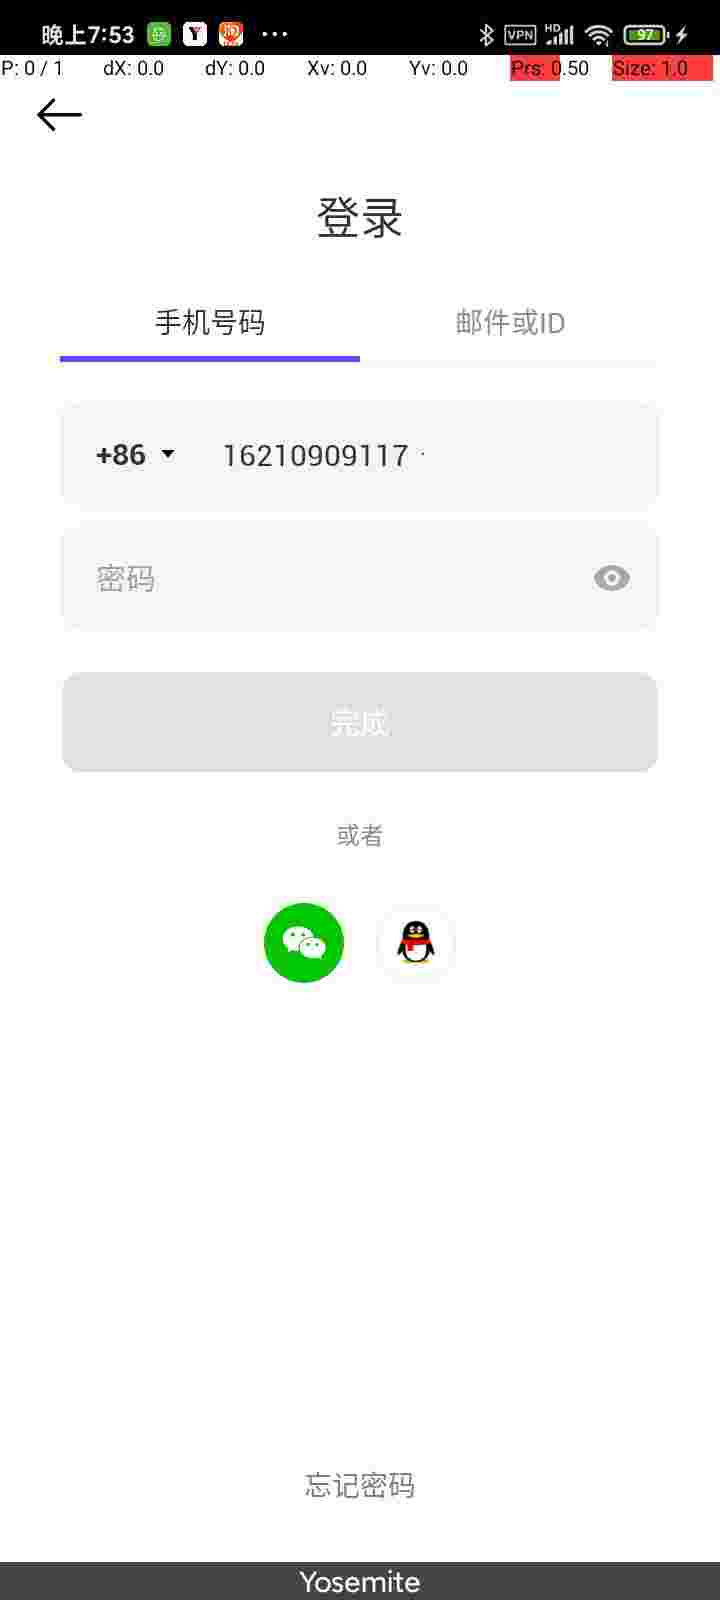 晚上7:53 Y ··· VPN HD 97
P: 0 / 1 dX: 0.0 dY: 0.0 Xv: 0.0 Yv: 0.0 Prs: 0.50 Size: 1.0
登录
手机号码 邮件或ID
+86 16210909117
密码
完成
或者
忘记密码
Yosemite